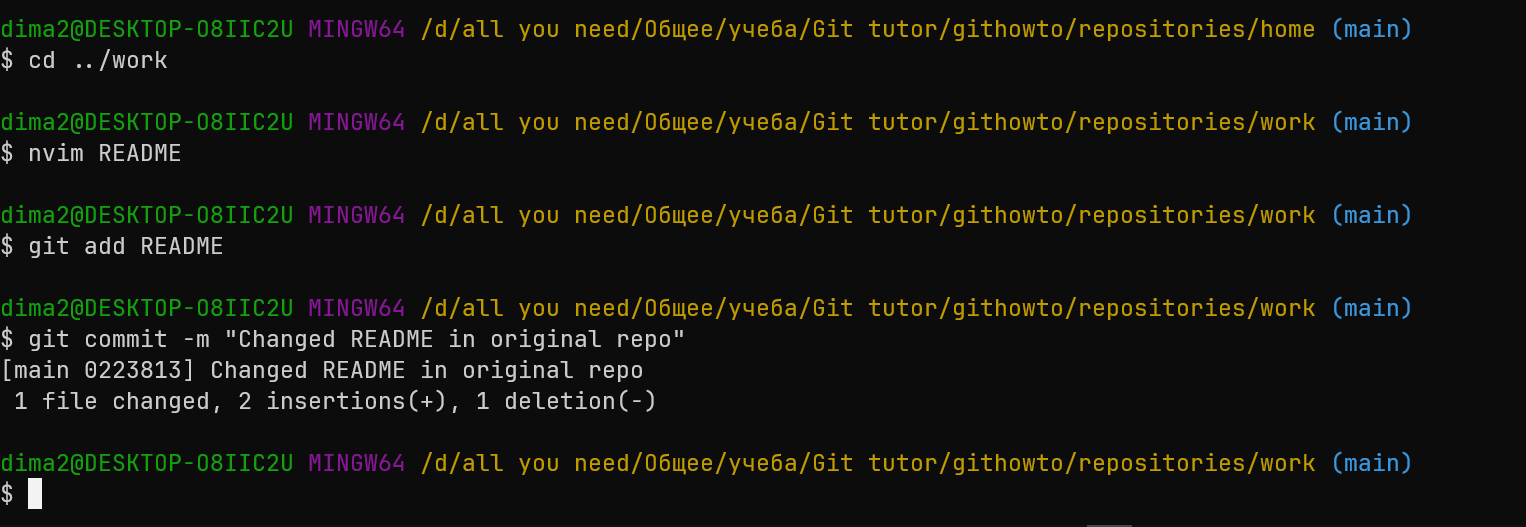 dima2@DESKTOP-O8IIC2U MINGW64 /d/all you need/Общее/учеба/Git tutor/githowto/repositories/home (main)
$ cd ../work
dima2@DESKTOP-O8IIC2U MINGW64 /d/all you need/Общее/учеба/Git tutor/githowto/repositories/work (main)
$ nvim README
dima2@DESKTOP-O8IIC2U MINGW64 /d/all you need/Общее/учеба/Git tutor/githowto/repositories/work (main)
$ git add README
dima2@DESKTOP-O8IIC2U MINGW64 /d/all you need/Общее/учеба/Git tutor/githowto/repositories/work (main)
$ git commit -m "Changed README in original repo"
[main 0223813] Changed README in original repo
 1 file changed, 2 insertions(+), 1 deletion(-)
dima2@DESKTOP-O8IIC2U MINGW64 /d/all you need/Общее/учеба/Git tutor/githowto/repositories/work (main)
$